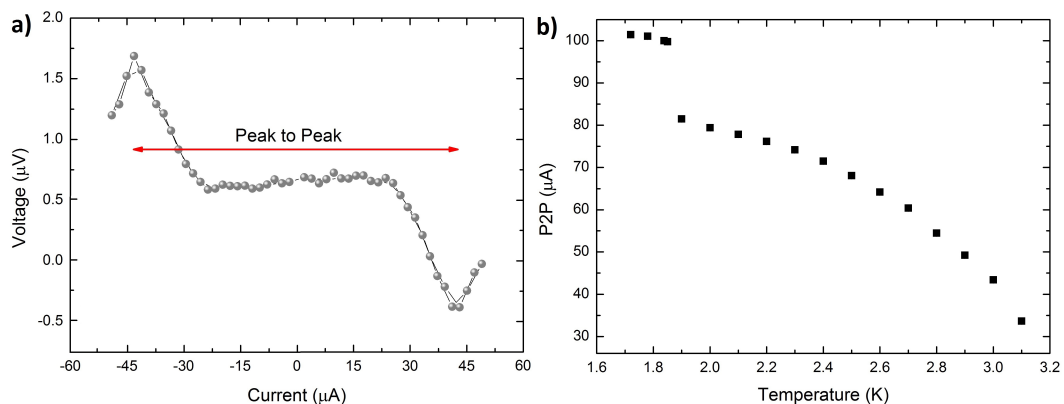 a)
Voltage (μV)
2.0
1.5
1.0
0.5
0.0
-0.5
Peak to Peak
-60 -45 -30 -15 0 15 30 45 60
Current (μA)
b)
P2P (μA)
100
90
80
70
60
50
40
30
1.6 1.8 2.0 2.2 2.4 2.6 2.8 3.0 3.2
Temperature (K)